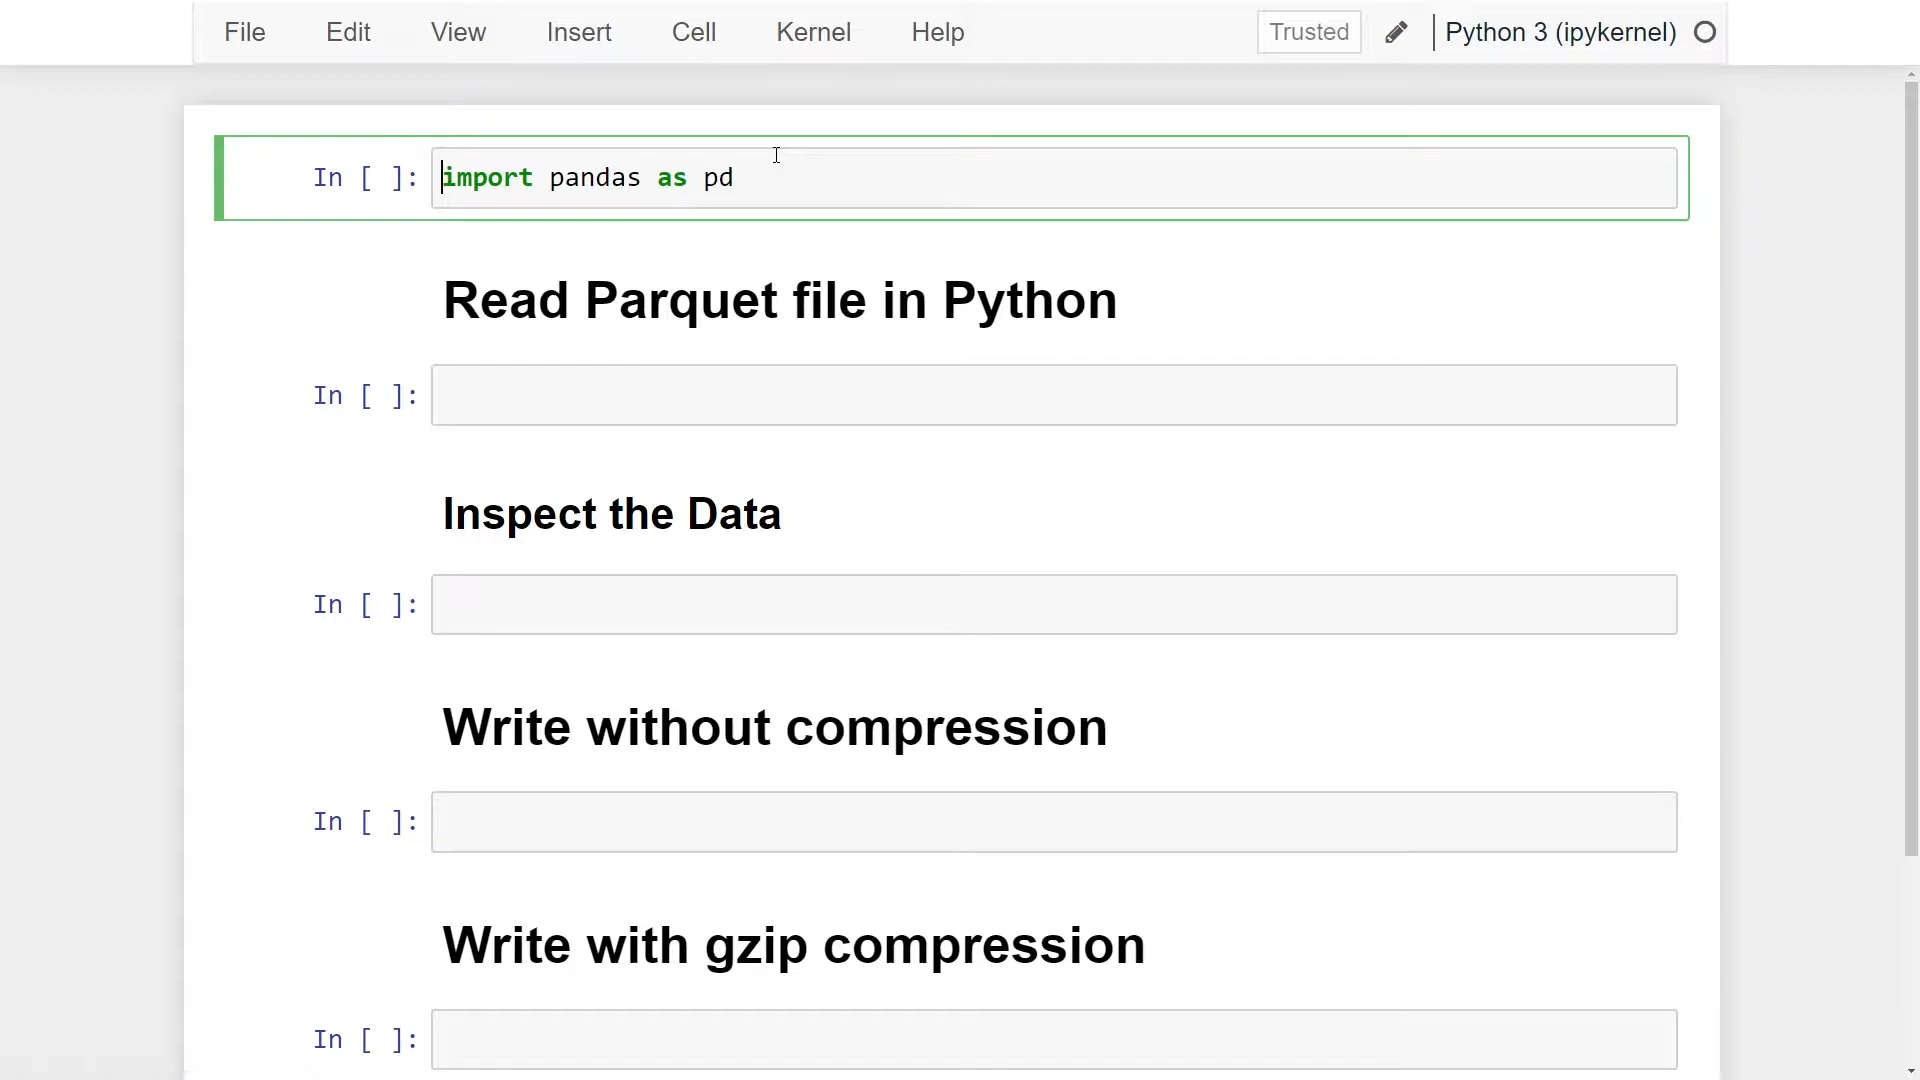 File Edit View Insert Cell Kernel Help Trusted Python 3 (ipykernel)
In [ ]: import pandas as pd
Read Parquet file in Python
In [ ]:
Inspect the Data
In [ ]:
Write without compression
In [ ]:
Write with gzip compression
In [ ]: